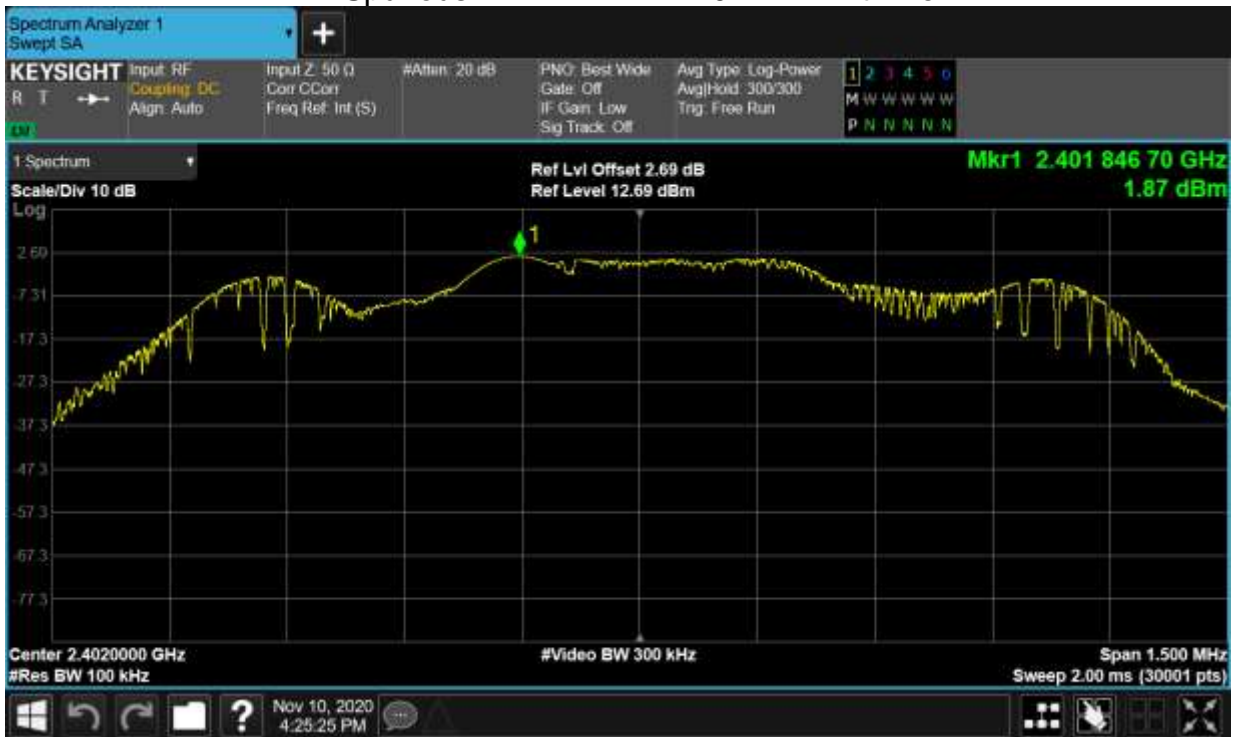 Spectrum Analyzer 1
Swept SA
+
KEYSIGHT
R T
Input: RF
Coupling: DC
Align: Auto
Input Z: 50 Ω
Corr CCorr
Freq Ref: Int (S)
#Atten: 20 dB
PNO: Best Wide
Gate: Off
IF Gain: Low
Sig Track: Off
Avg Type: Log-Power
Avg|Hold: 300/300
Trig: Free Run
1 2 3 4 5 6
M W W W W W
P N N N N N
1 Spectrum
Scale/Div 10 dB
Log
Ref Lvl Offset 2.69 dB
Ref Level 12.69 dBm
Mkr1 2.401 846 70 GHz
1.87 dBm
1
2.69
-7.31
-17.3
-27.3
-37.3
-47.3
-57.3
-67.3
-77.3
Center 2.4020000 GHz
#Res BW 100 kHz
#Video BW 300 kHz
Span 1.500 MHz
Sweep 2.00 ms (30001 pts)
?
Nov 10, 2020
4:25:25 PM